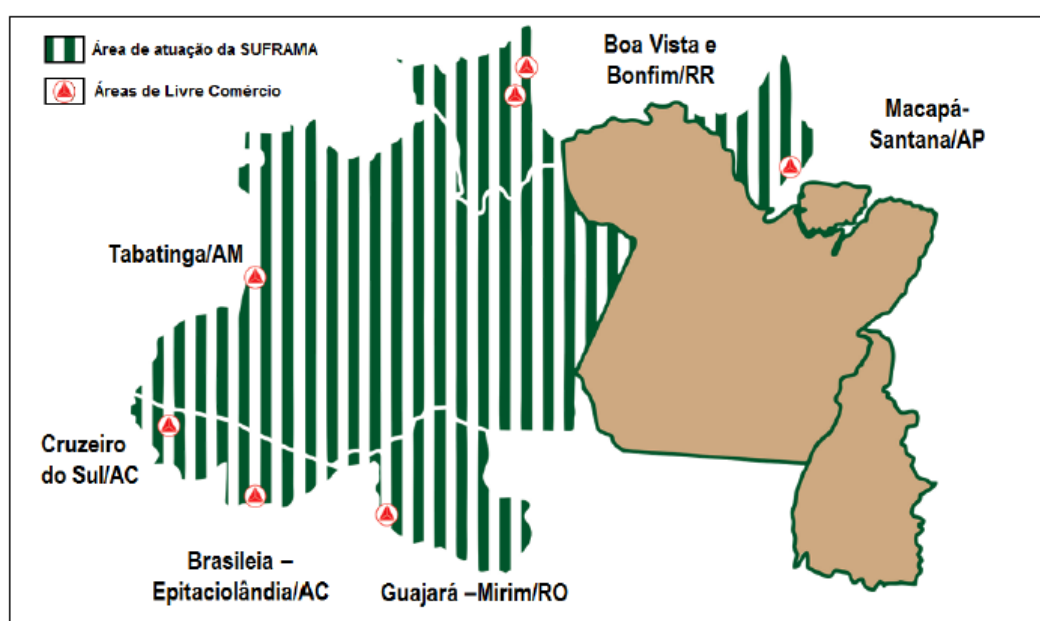 Área de atuação da SUFRAMA
Áreas de Livre Comércio
Boa Vista e
Bonfim/RR
Macapá-
Santana/AP
Tabatinga/AM
Cruzeiro
do Sul/AC
Brasileia –
Epitaciolândia/AC
Guajará –Mirim/RO